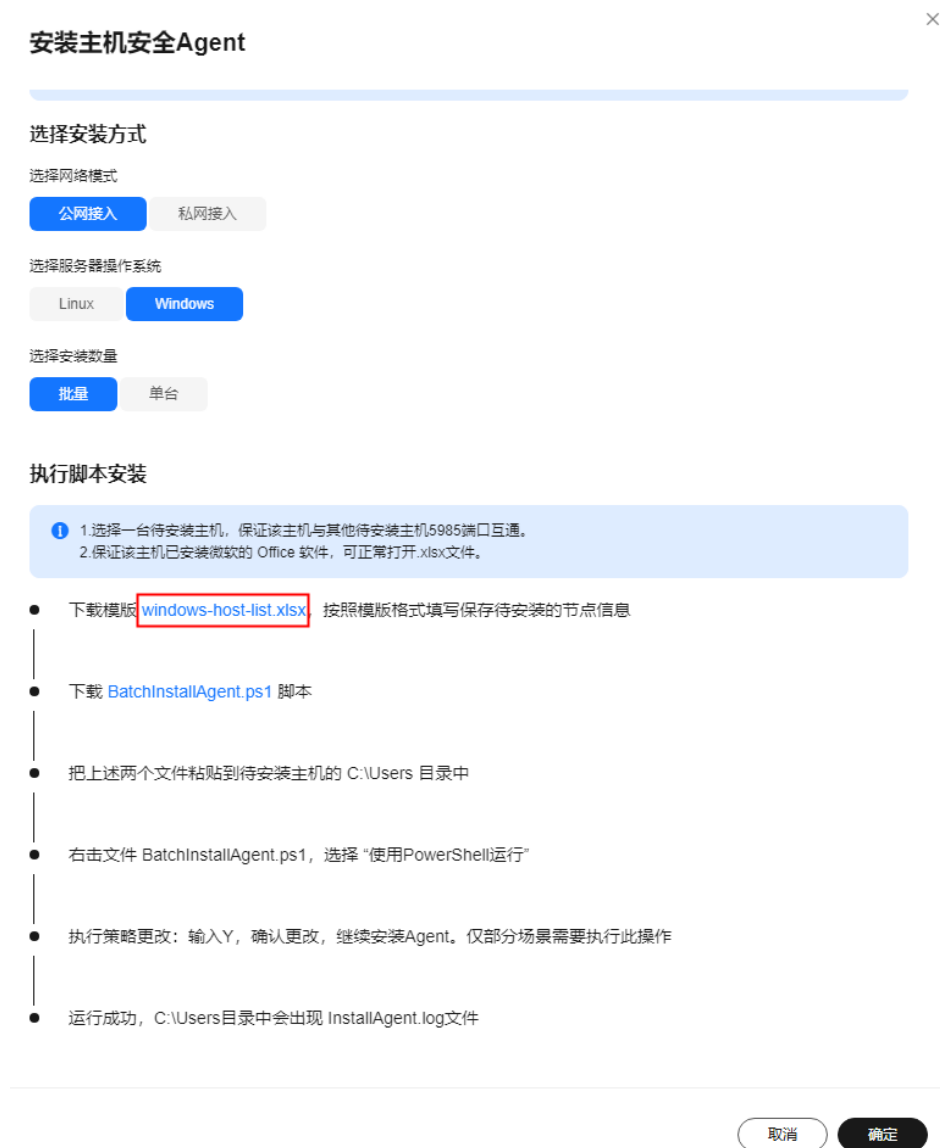 安装主机安全Agent
选择安装方式
选择网络模式
公网接入 私网接入
选择服务器操作系统
Linux Windows
选择安装数量
批量 单台
执行脚本安装
1.选择一台待安装主机，保证该主机与其他待安装主机5985端口互通。
2.保证该主机已安装微软的 Office 软件，可正常打开.xlsx文件。
下载模版 windows-host-list.xlsx，按照模版格式填写保存待安装的节点信息
下载 BatchInstallAgent.ps1 脚本
把上述两个文件粘贴到待安装主机的 C:\Users 目录中
右击文件 BatchInstallAgent.ps1，选择 “使用PowerShell运行”
执行策略更改：输入Y，确认更改，继续安装Agent。仅部分场景需要执行此操作
运行成功，C:\Users目录中会出现 InstallAgent.log文件
取消 确定